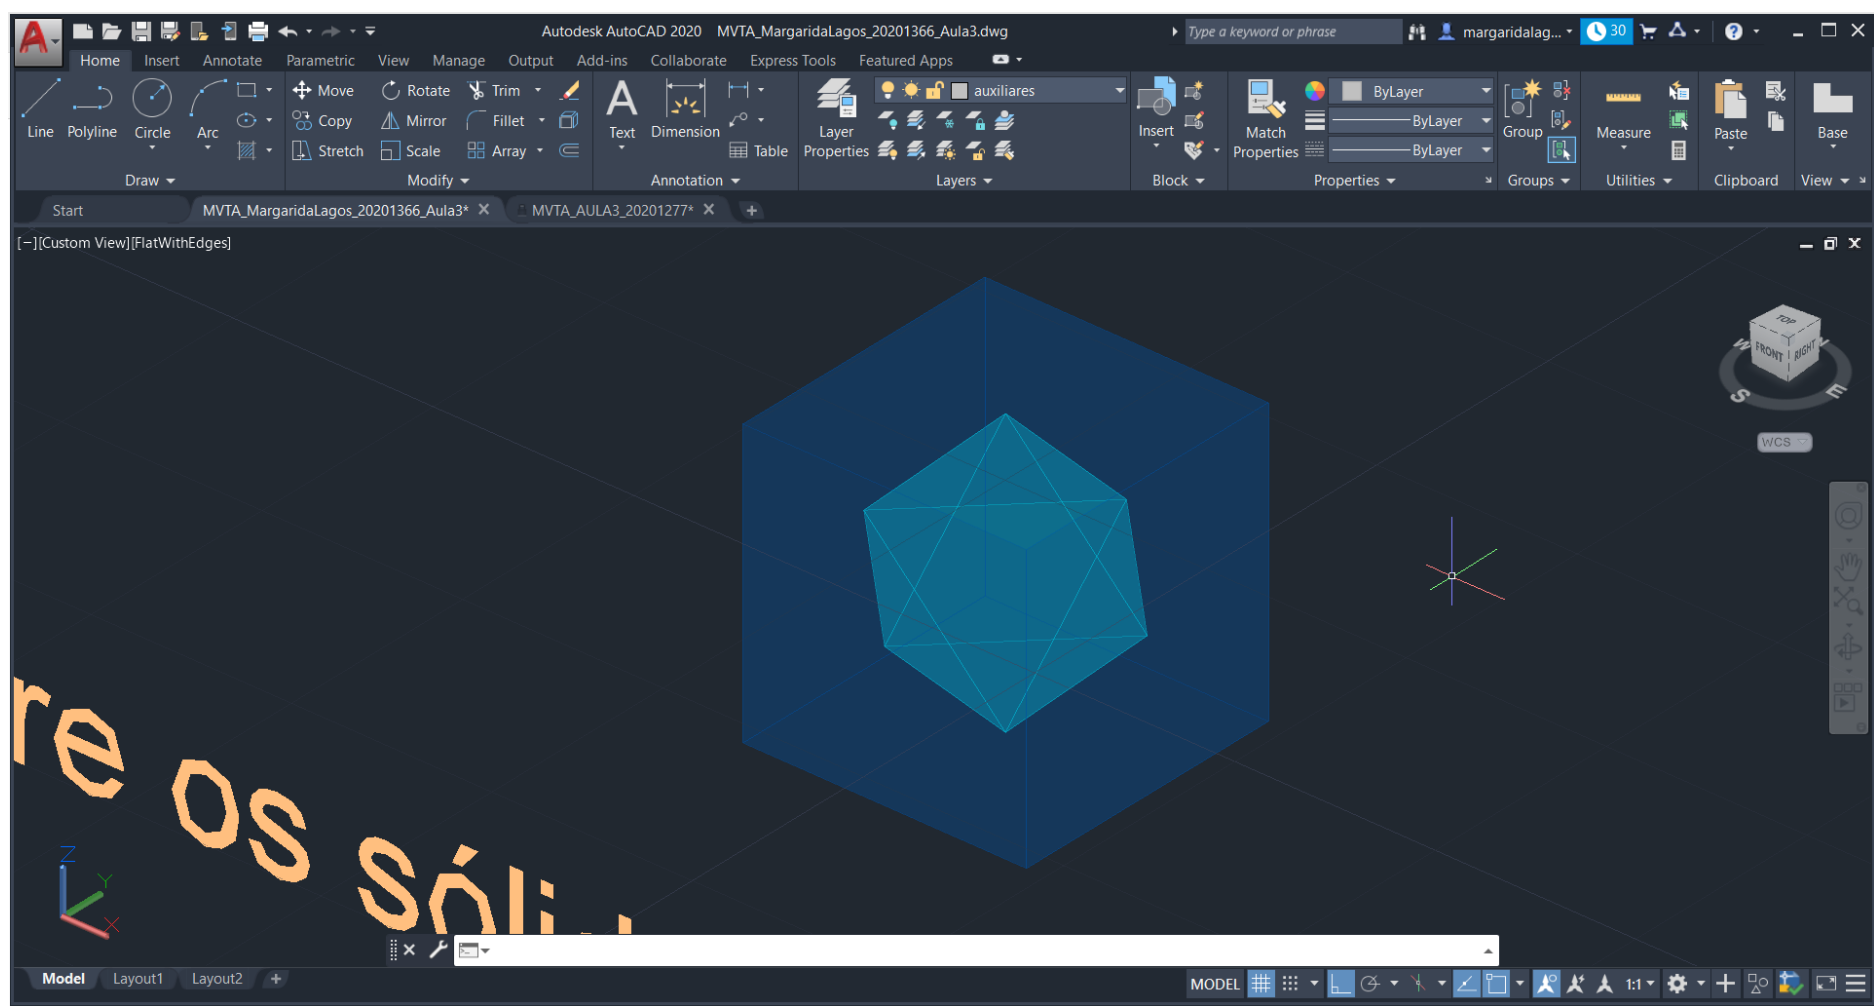 Autodesk AutoCAD 2020 MVTA_MargaridaLagos_20201366_Aula3.dwg
Type a keyword or phrase
margaridalag...
30
Home Insert Annotate Parametric View Manage Output Add-ins Collaborate Express Tools Featured Apps
Line Polyline Circle Arc
Move Rotate Trim
Copy Mirror Fillet
Stretch Scale Array
Text Dimension
Table
Layer Properties
auxiliares
Insert
Match Properties
ByLayer
ByLayer
ByLayer
Group
Measure
Paste
Base
Draw Modify Annotation Layers Block Properties Groups Utilities Clipboard View
Start MVTA_MargaridaLagos_20201366_Aula3* MVTA_AULA3_20201277*
[−][Custom View][FlatWithEdges]
TOP
FRONT RIGHT
W
S E
WCS
re os sóli
Z
Y
X
Model Layout1 Layout2
MODEL
1:1